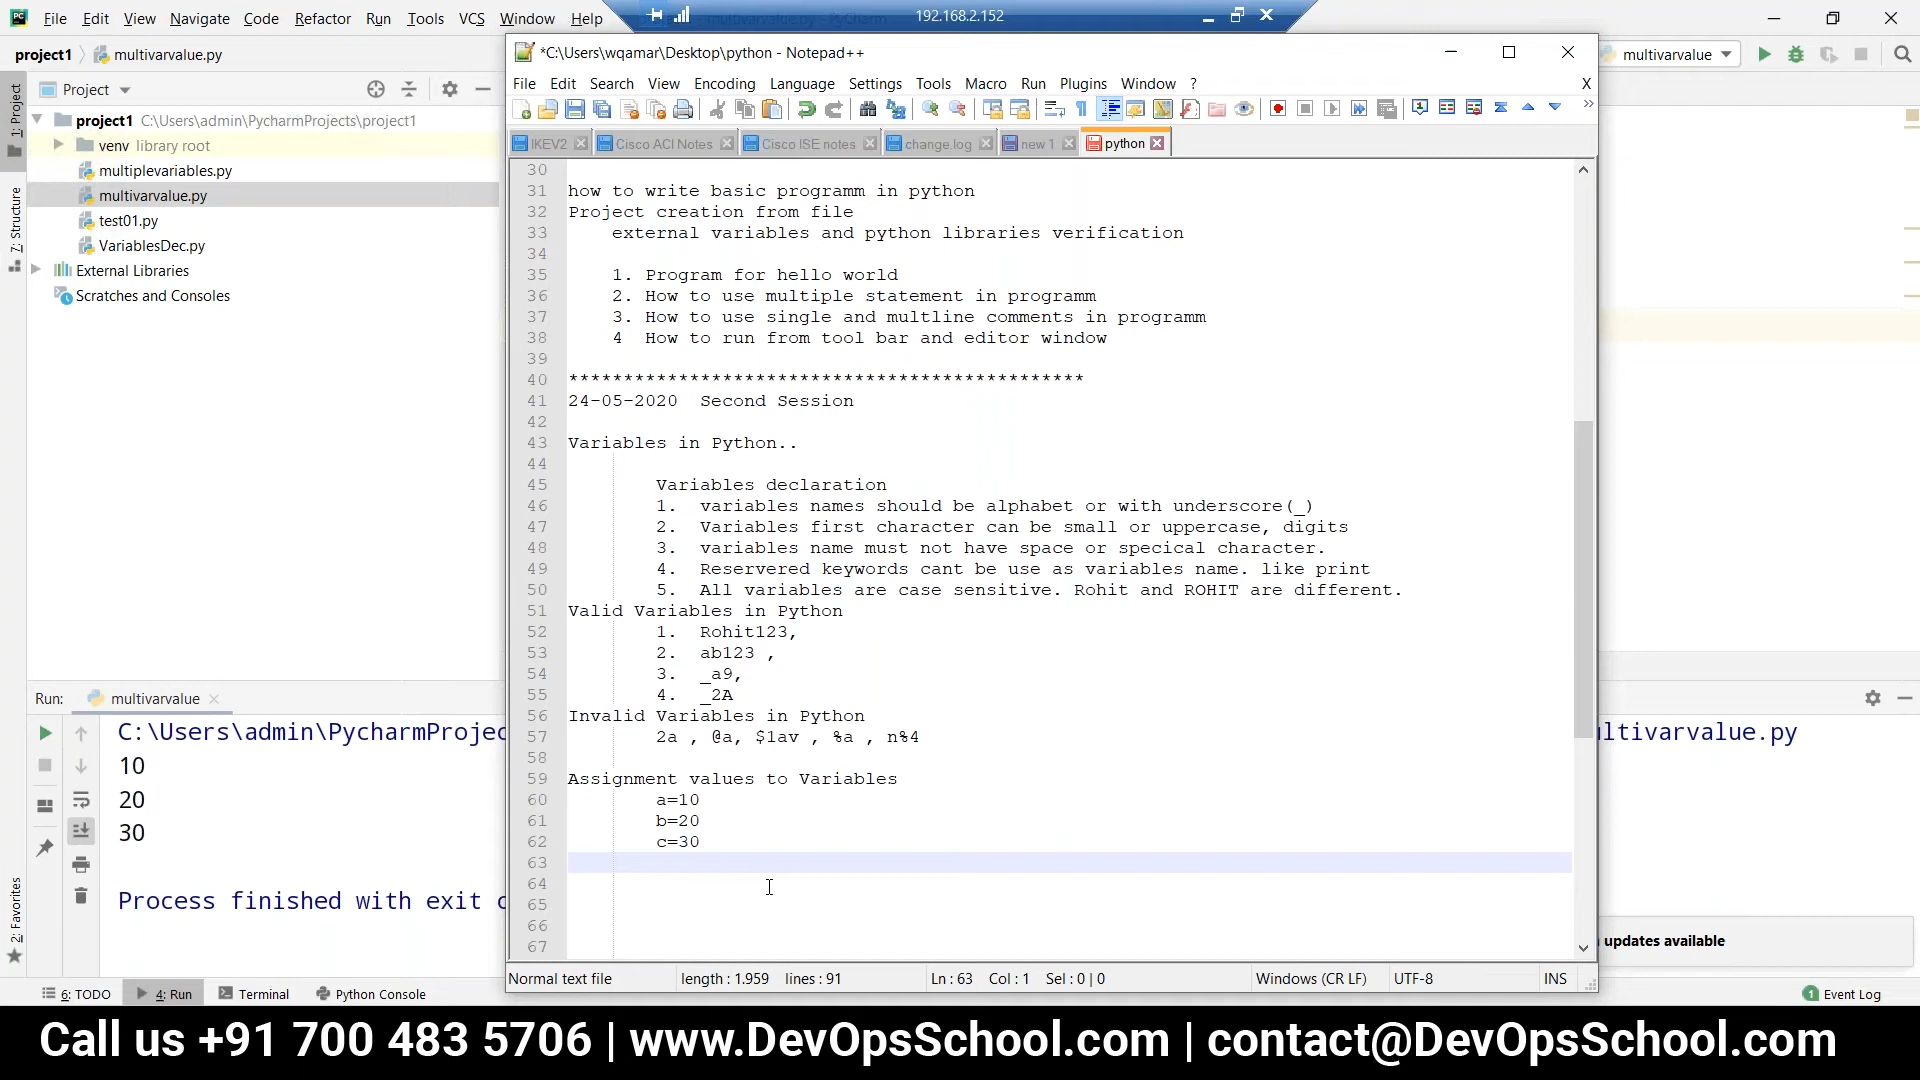 File Edit View Navigate Code Refactor Run Tools VCS Window Help
192.168.2.152
project1 multivarvalue.py
multivarvalue
1: Project
7: Structure
2: Favorites
Project
project1 C:\Users\admin\PycharmProjects\project1
venv library root
multiplevariables.py
multivarvalue.py
test01.py
VariablesDec.py
External Libraries
Scratches and Consoles
*C:\Users\wqamar\Desktop\python - Notepad++
File Edit Search View Encoding Language Settings Tools Macro Run Plugins Window ? X
IKEV2 Cisco ACI Notes Cisco ISE notes change.log new 1 python
30
31 how to write basic programm in python
32 Project creation from file
33 external variables and python libraries verification
34
35 1. Program for hello world
36 2. How to use multiple statement in programm
37 3. How to use single and multline comments in programm
38 4 How to run from tool bar and editor window
39
40 ***********************************************
41 24-05-2020 Second Session
42
43 Variables in Python..
44
45 Variables declaration
46 1. variables names should be alphabet or with underscore(_)
47 2. Variables first character can be small or uppercase, digits
48 3. variables name must not have space or specical character.
49 4. Reservered keywords cant be use as variables name. like print
50 5. All variables are case sensitive. Rohit and ROHIT are different.
51 Valid Variables in Python
52 1. Rohit123,
53 2. ab123 ,
54 3. _a9,
55 4. _2A
56 Invalid Variables in Python
57 2a , @a, $1av , %a , n%4
58
59 Assignment values to Variables
60 a=10
61 b=20
62 c=30
63
64
65
66
67
Normal text file length : 1,959 lines : 91 Ln : 63 Col : 1 Sel : 0 | 0 Windows (CR LF) UTF-8 INS
Run: multivarvalue
C:\Users\admin\PycharmProjec
ltivarvalue.py
10
20
30
Process finished with exit c
updates available
6: TODO 4: Run Terminal Python Console
1 Event Log
Call us +91 700 483 5706 | www.DevOpsSchool.com | contact@DevOpsSchool.com